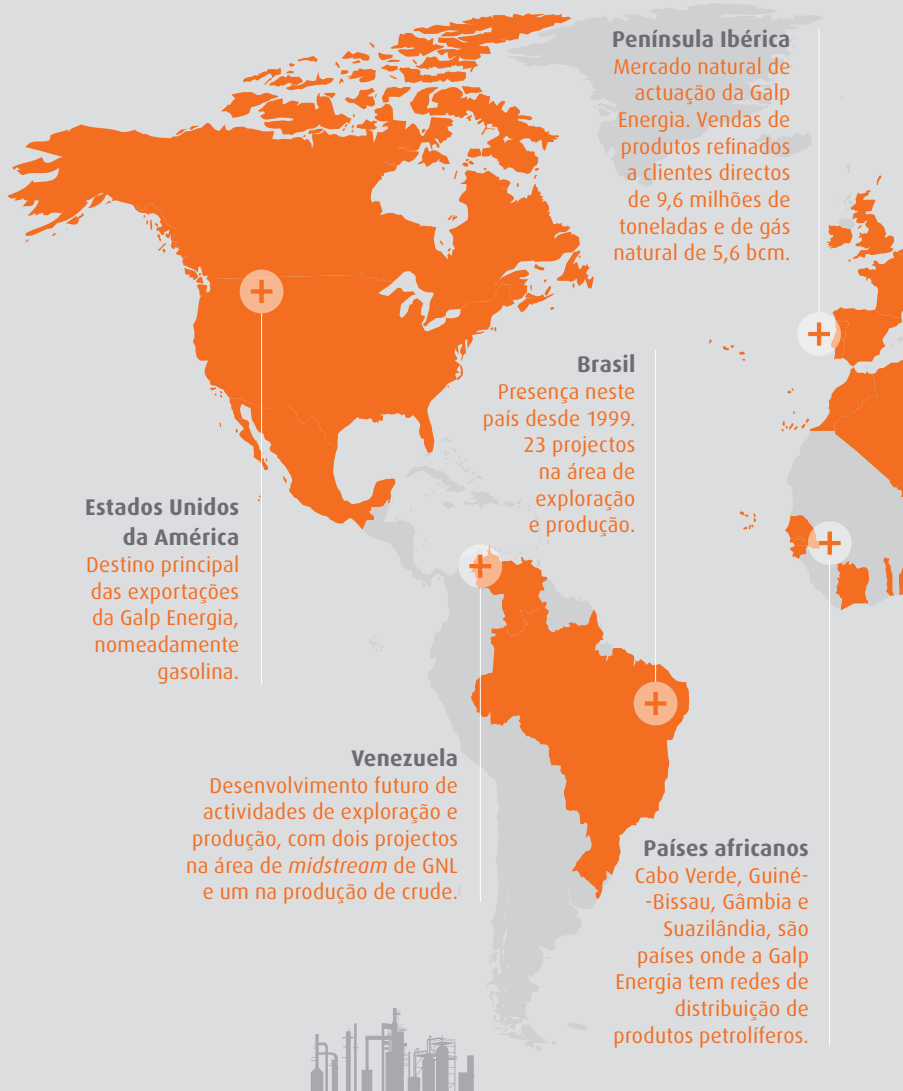 Península Ibérica
Mercado natural de
actuação da Galp
Energia. Vendas de
produtos refinados
a clientes directos
de 9,6 milhões de
toneladas e de gás
natural de 5,6 bcm.
Brasil
Presença neste
país desde 1999.
23 projectos
na área de
exploração
e produção.
Estados Unidos
da América
Destino principal
das exportações
da Galp Energia,
nomeadamente
gasolina.
Venezuela
Desenvolvimento futuro de
actividades de exploração e
produção, com dois projectos
na área de midstream de GNL
e um na produção de crude.
Países africanos
Cabo Verde, Guiné-
-Bissau, Gâmbia e
Suazilândia, são
países onde a Galp
Energia tem redes de
distribuição de
produtos petrolíferos.